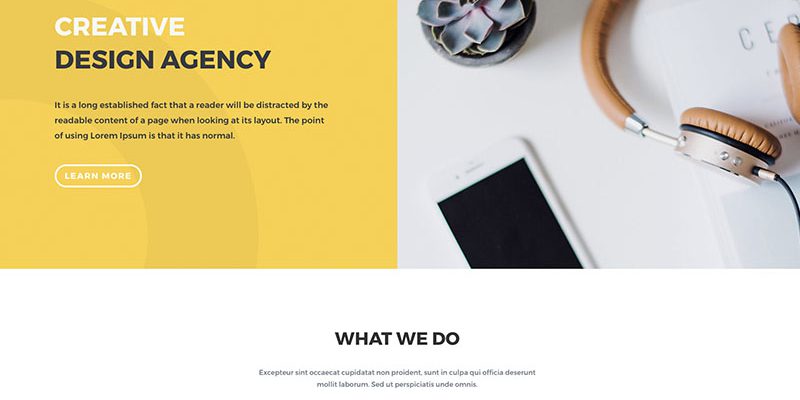 CREATIVE
DESIGN AGENCY
It is a long established fact that a reader will be distracted by the
readable content of a page when looking at its layout. The point
of using Lorem Ipsum is that it has normal.
LEARN MORE
WHAT WE DO
Excepteur sint occaecat cupidatat non proident, sunt in culpa qui officia deserunt
mollit laborum. Sed ut perspiciatis unde omnis.